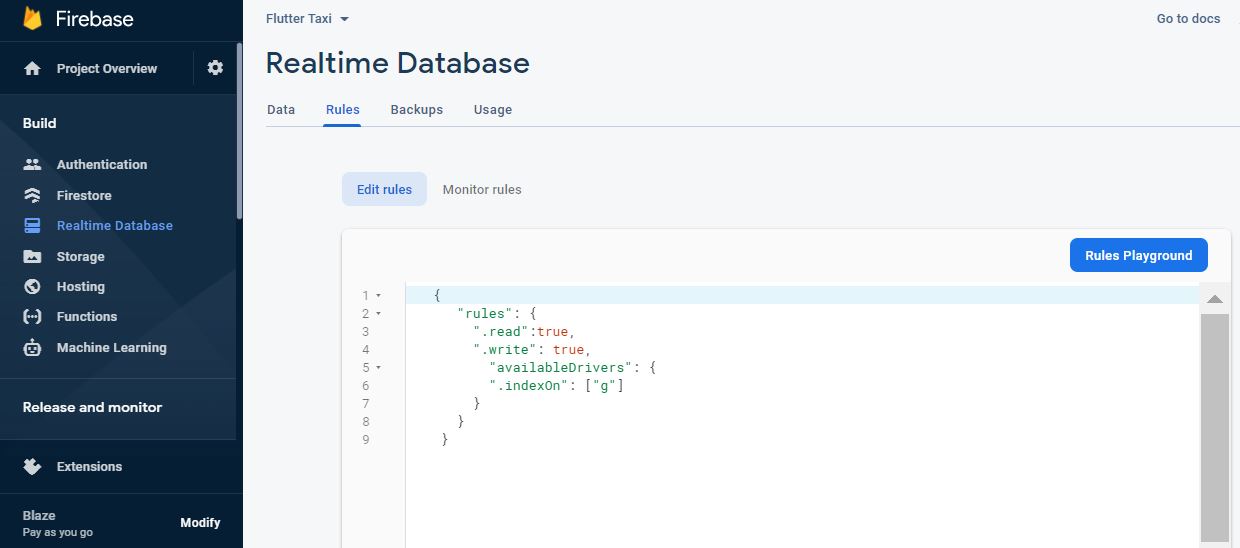 Firebase
Project Overview
Build
Authentication
Firestore
Realtime Database
Storage
Hosting
Functions
Machine Learning
Release and monitor
Extensions
Blaze
Pay as you go
Modify
Flutter Taxi
Go to docs
Realtime Database
Data Rules Backups Usage
Edit rules Monitor rules
Rules Playground
1 {
2 "rules": {
3 ".read":true,
4 ".write": true,
5 "availableDrivers": {
6 ".indexOn": ["g"]
7 }
8 }
9 }